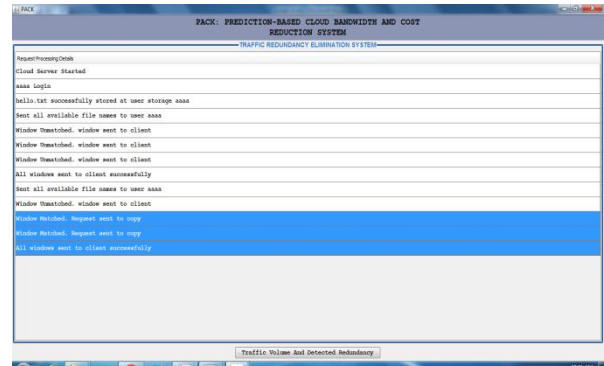 PACK
PACK: PREDICTION-BASED CLOUD BANDWIDTH AND COST
REDUCTION SYSTEM
TRAFFIC REDUNDANCY ELIMINATION SYSTEM
Request Processing Details
Cloud Server Started
aaaa Login
hello.txt successfully stored at user storage aaaa
Sent all available file names to user aaaa
Window Unmatched. window sent to client
Window Unmatched. window sent to client
Window Unmatched. window sent to client
All windows sent to client successfully
Sent all available file names to user aaaa
Window Unmatched. window sent to client
Window Matched. Request sent to copy
Window Matched. Request sent to copy
All windows sent to client successfully
Traffic Volume And Detected Redundancy